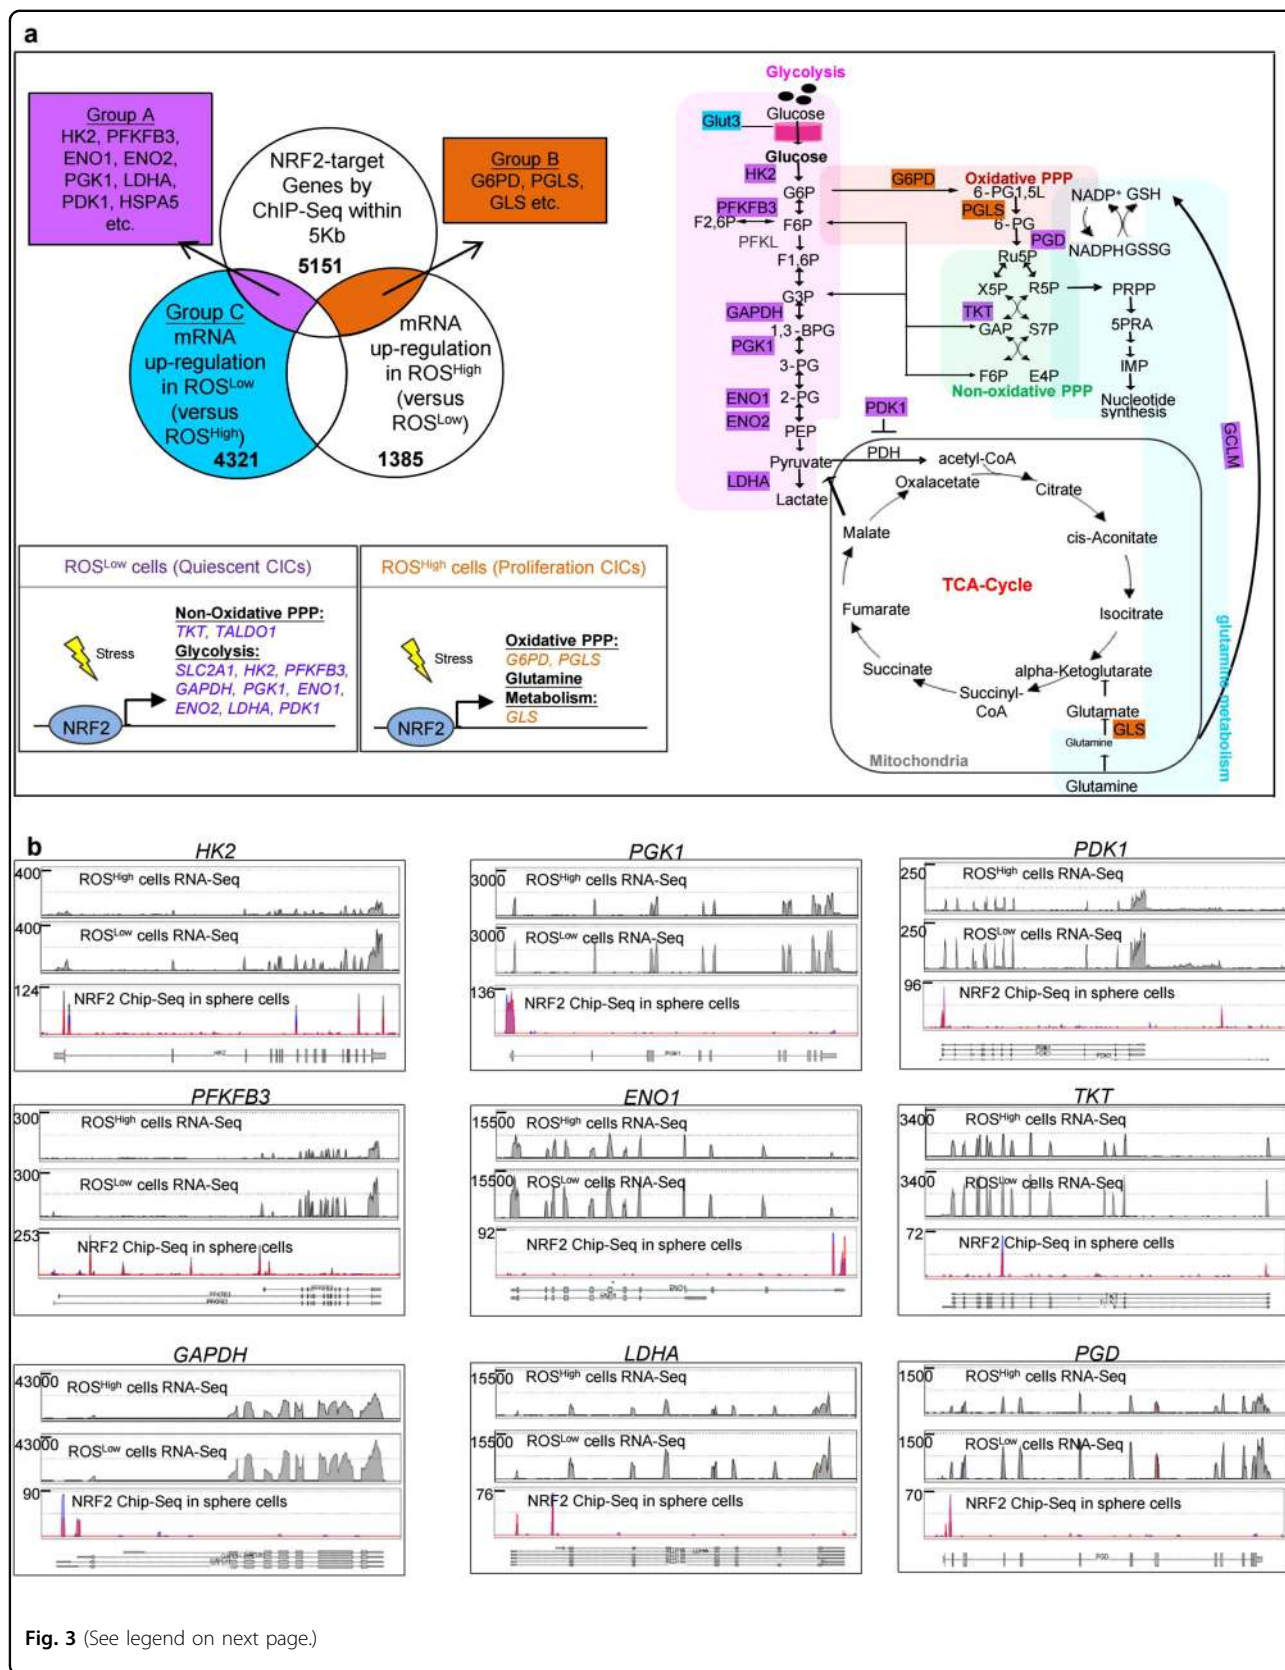 a
Group A
HK2, PFKFB3,
ENO1, ENO2,
PGK1, LDHA,
PDK1, HSPA5
etc.
NRF2-target
Genes by
ChIP-Seq within
5Kb
5151
Group B
G6PD, PGLS,
GLS etc.
Group C
mRNA
up-regulation
in ROSLow
(versus
ROSHigh)
4321
mRNA
up-regulation
in ROSHigh
(versus
ROSLow)
1385
ROSLow cells (Quiescent CICs)
Stress
NRF2
Non-Oxidative PPP:
TKT, TALDO1
Glycolysis:
SLC2A1, HK2, PFKFB3,
GAPDH, PGK1, ENO1,
ENO2, LDHA, PDK1
ROSHigh cells (Proliferation CICs)
Stress
NRF2
Oxidative PPP:
G6PD, PGLS
Glutamine
Metabolism:
GLS
Glycolysis
Glucose
Glut3
Glucose
HK2
G6P
G6PD
Oxidative PPP
6-PG1,5L
PGLS
6-PG
PGD
NADP+ GSH
NADPH GSSG
PFKFB3
F2,6P
F6P
PFKL
F1,6P
Ru5P
X5P
R5P
PRPP
G3P
GAPDH
TKT
GAP
S7P
5PRA
1,3-BPG
PGK1
3-PG
IMP
F6P
E4P
Non-oxidative PPP
Nucleotide
synthesis
ENO1
2-PG
ENO2
PEP
PDK1
GCLM
Pyruvate
PDH
acetyl-CoA
LDHA
Lactate
Oxalacetate
Citrate
Malate
cis-Aconitate
TCA-Cycle
Fumarate
Isocitrate
Succinate
alpha-Ketoglutarate
Succinyl-
CoA
Glutamate
GLS
Glutamine
Mitochondria
Glutamine
glutamine metabolism
b
HK2
400
ROSHigh cells RNA-Seq
400
ROSLow cells RNA-Seq
124
NRF2 Chip-Seq in sphere cells
HK2
PGK1
3000
ROSHigh cells RNA-Seq
3000
ROSLow cells RNA-Seq
136
NRF2 Chip-Seq in sphere cells
PGK1
PDK1
250
ROSHigh cells RNA-Seq
250
ROSLow cells RNA-Seq
96
NRF2 Chip-Seq in sphere cells
PDK1
PDK1
PDK1
PFKFB3
300
ROSHigh cells RNA-Seq
300
ROSLow cells RNA-Seq
253
NRF2 Chip-Seq in sphere cells
PFKFB3
PFKFB3
PFKFB3
ENO1
15500
ROSHigh cells RNA-Seq
15500
ROSLow cells RNA-Seq
92
NRF2 Chip-Seq in sphere cells
ENO1
ENO1
TKT
3400
ROSHigh cells RNA-Seq
3400
ROSLow cells RNA-Seq
72
NRF2 Chip-Seq in sphere cells
GAPDH
43000
ROSHigh cells RNA-Seq
43000
ROSLow cells RNA-Seq
90
NRF2 Chip-Seq in sphere cells
LDHA
15500
ROSHigh cells RNA-Seq
15500
ROSLow cells RNA-Seq
76
NRF2 Chip-Seq in sphere cells
LDHA
PGD
1500
ROSHigh cells RNA-Seq
1500
ROSLow cells RNA-Seq
70
NRF2 Chip-Seq in sphere cells
PGD
Fig. 3 (See legend on next page.)